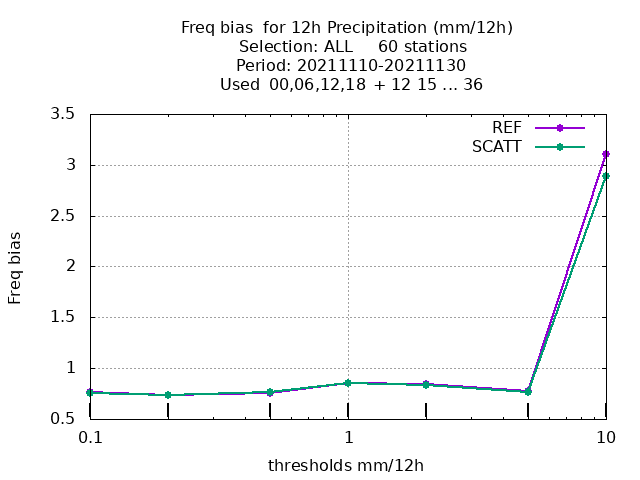 Freq bias  for 12h Precipitation (mm/12h)
Selection: ALL     60 stations
Period: 20211110-20211130
Used  00,06,12,18  + 12 15 ... 36
REF
SCATT
3.5
3
2.5
2
1.5
1
0.5
Freq bias
0.1
1
10
thresholds mm/12h